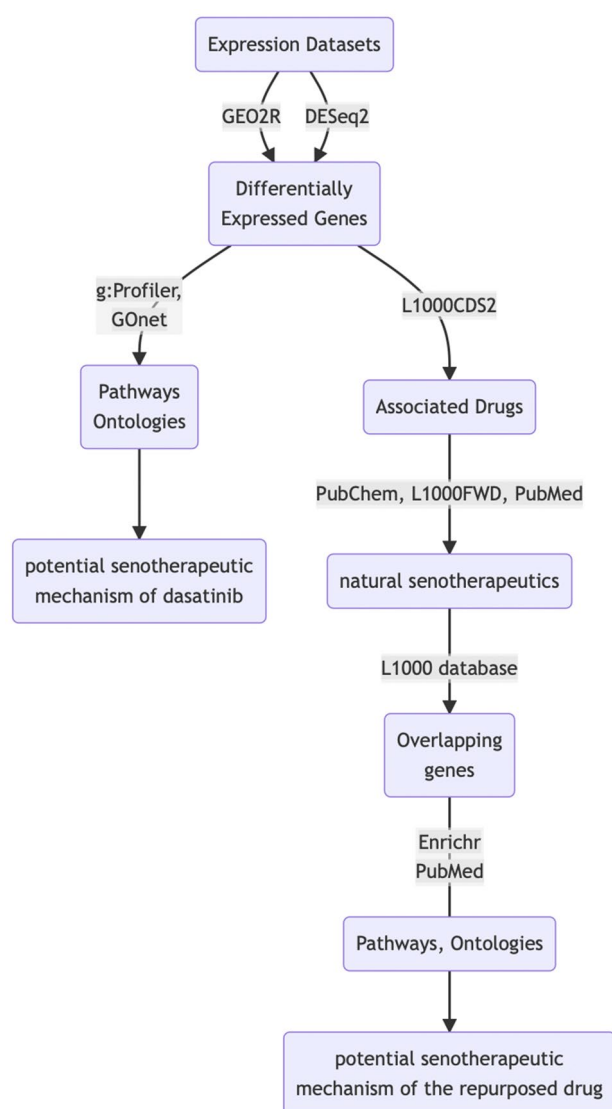 Expression Datasets
GEO2R
DESeq2
Differentially
Expressed Genes
g:Profiler,
GOnet
L1000CDS2
Pathways
Ontologies
Associated Drugs
PubChem, L1000FWD, PubMed
potential senotherapeutic
mechanism of dasatinib
natural senotherapeutics
L1000 database
Overlapping
genes
Enrichr
PubMed
Pathways, Ontologies
potential senotherapeutic
mechanism of the repurposed drug